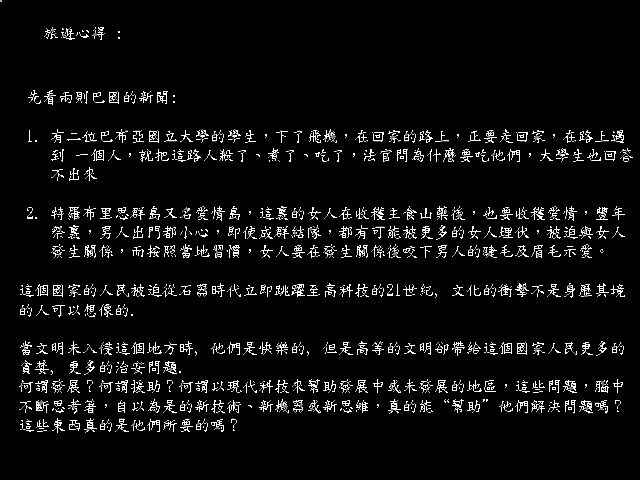 旅遊心得 :
先看兩則巴國的新聞:
1. 有二位巴布亞國立大學的學生，下了飛機，在回家的路上，正要走回家，在路上遇
到 一個人，就把這路人殺了、煮了、吃了，法官問為什麼要吃他們，大學生也回答
不出來
2. 特羅布里恩群島又名愛情島，這裏的女人在收穫主食山藥後，也要收穫愛情，豐年
祭裏，男人出門都小心，即使成群結隊，都有可能被更多的女人埋伏，被迫與女人
發生關係，而按照當地習慣，女人要在發生關係後咬下男人的睫毛及眉毛示愛。
這個國家的人民被迫從石器時代立即跳躍至高科技的21世紀, 文化的衝擊不是身歷其境
的人可以想像的.
當文明未入侵這個地方時, 他們是快樂的, 但是高等的文明卻帶給這個國家人民更多的
貪婪, 更多的治安問題.
何謂發展？何謂援助？何謂以現代科技來幫助發展中或未發展的地區，這些問題，腦中
不斷思考著，自以為是的新技術、新機器或新思維，真的能“幫助”他們解決問題嗎？
這些東西真的是他們所要的嗎？